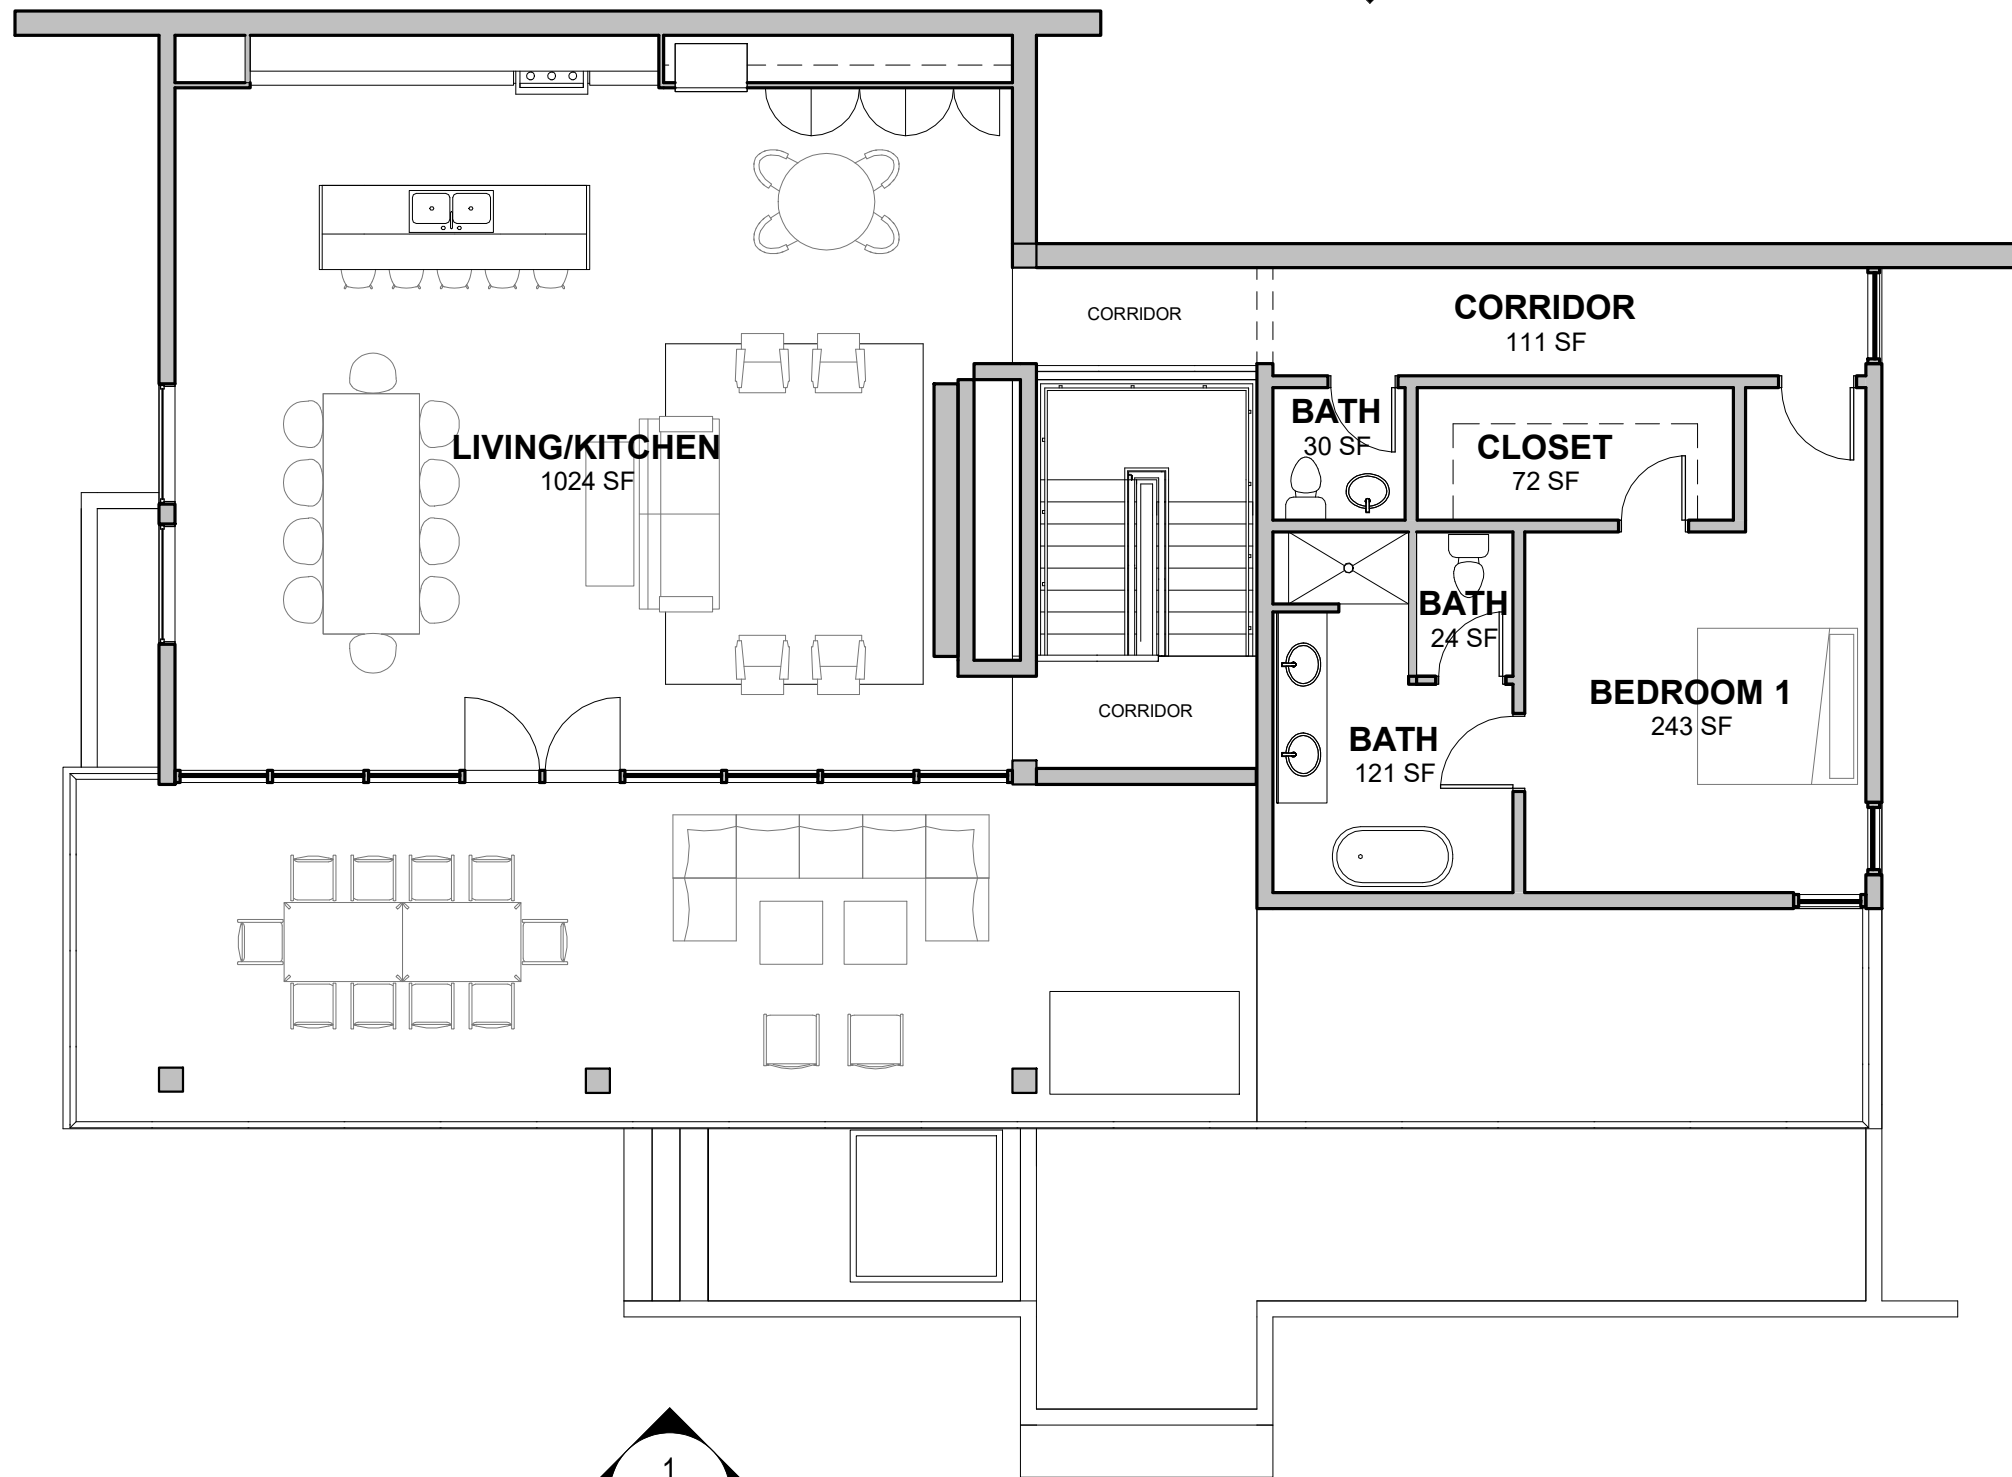 CORRIDOR
CORRIDOR
111 SF
BATH
30 SF
CLOSET
72 SF
LIVING/KITCHEN
1024 SF
BATH
24 SF
BEDROOM 1
243 SF
CORRIDOR
BATH
121 SF
1